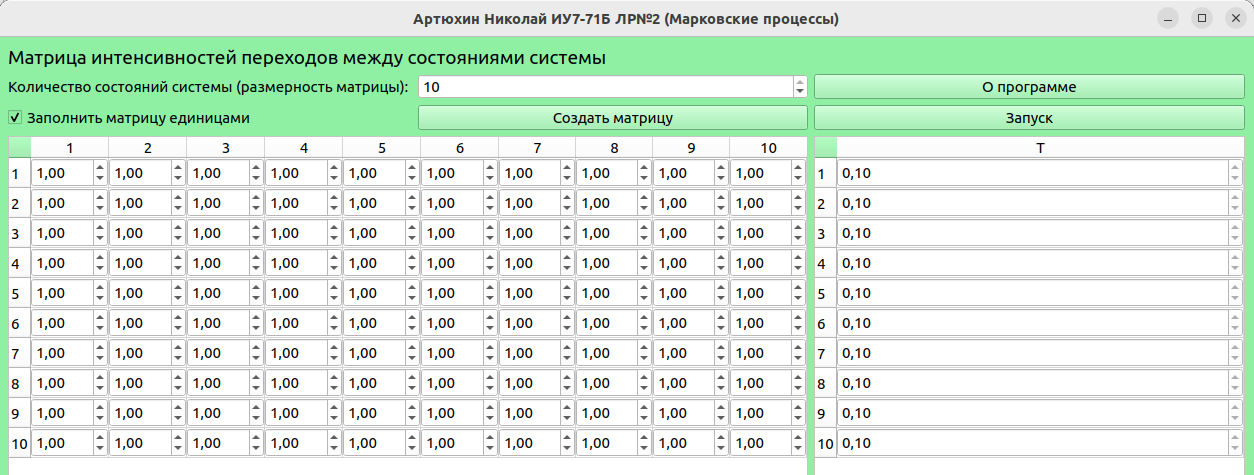 Артюхин Николай ИУ7-71Б ЛР№2 (Марковские процессы)
Матрица интенсивностей переходов между состояниями системы
Количество состояний системы (размерность матрицы): 10 О программе
Заполнить матрицу единицами Создать матрицу Запуск
1 2 3 4 5 6 7 8 9 10 T
1 1,00 1,00 1,00 1,00 1,00 1,00 1,00 1,00 1,00 1,00 1 0,10
2 1,00 1,00 1,00 1,00 1,00 1,00 1,00 1,00 1,00 1,00 2 0,10
3 1,00 1,00 1,00 1,00 1,00 1,00 1,00 1,00 1,00 1,00 3 0,10
4 1,00 1,00 1,00 1,00 1,00 1,00 1,00 1,00 1,00 1,00 4 0,10
5 1,00 1,00 1,00 1,00 1,00 1,00 1,00 1,00 1,00 1,00 5 0,10
6 1,00 1,00 1,00 1,00 1,00 1,00 1,00 1,00 1,00 1,00 6 0,10
7 1,00 1,00 1,00 1,00 1,00 1,00 1,00 1,00 1,00 1,00 7 0,10
8 1,00 1,00 1,00 1,00 1,00 1,00 1,00 1,00 1,00 1,00 8 0,10
9 1,00 1,00 1,00 1,00 1,00 1,00 1,00 1,00 1,00 1,00 9 0,10
10 1,00 1,00 1,00 1,00 1,00 1,00 1,00 1,00 1,00 1,00 10 0,10